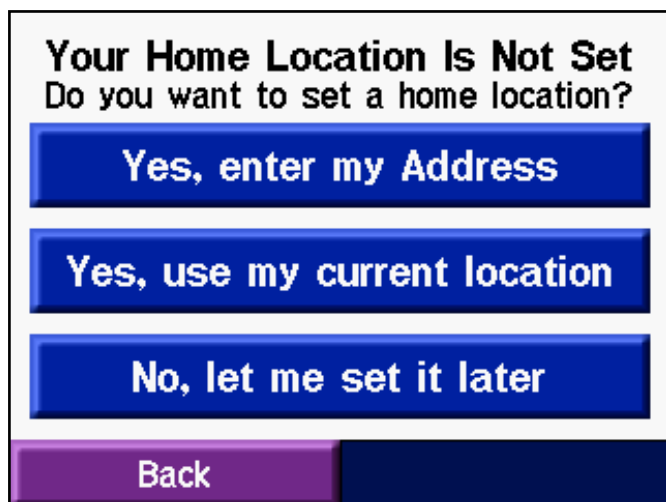 Your Home Location Is Not Set
Do you want to set a home location?
Yes, enter my Address
Yes, use my current location
No, let me set it later
Back